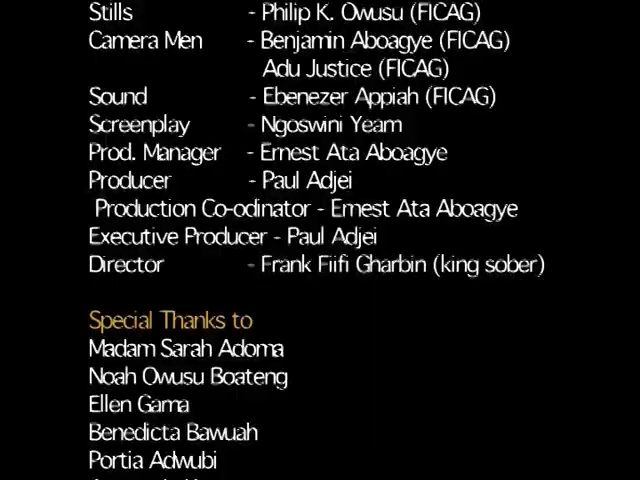 Stills - Philip K. Owusu (FICAG)
Camera Men - Benjamin Aboagye (FICAG)
Adu Justice (FICAG)
Sound - Ebenezer Appiah (FICAG)
Screenplay - Ngoswini Yeam
Prod. Manager - Ernest Ata Aboagye
Producer - Paul Adjei
Production Co-odinator - Ernest Ata Aboagye
Executive Producer - Paul Adjei
Director - Frank Fiifi Gharbin (king sober)
Special Thanks to
Madam Sarah Adoma
Noah Owusu Boateng
Ellen Gama
Benedicta Bawuah
Portia Adwubi